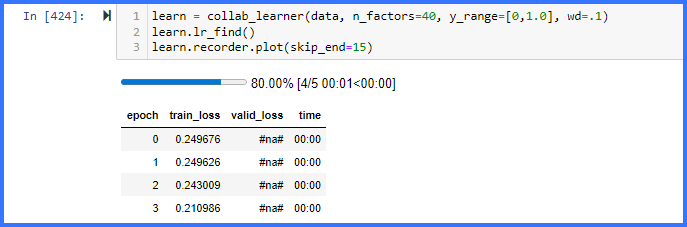 In [424]:
1 learn = collab_learner(data, n_factors=40, y_range=[0,1.0], wd=.1)
2 learn.lr_find()
3 learn.recorder.plot(skip_end=15)
80.00% [4/5 00:01<00:00]
epoch train_loss valid_loss time
0 0.249676 #na# 00:00
1 0.249626 #na# 00:00
2 0.243009 #na# 00:00
3 0.210986 #na# 00:00